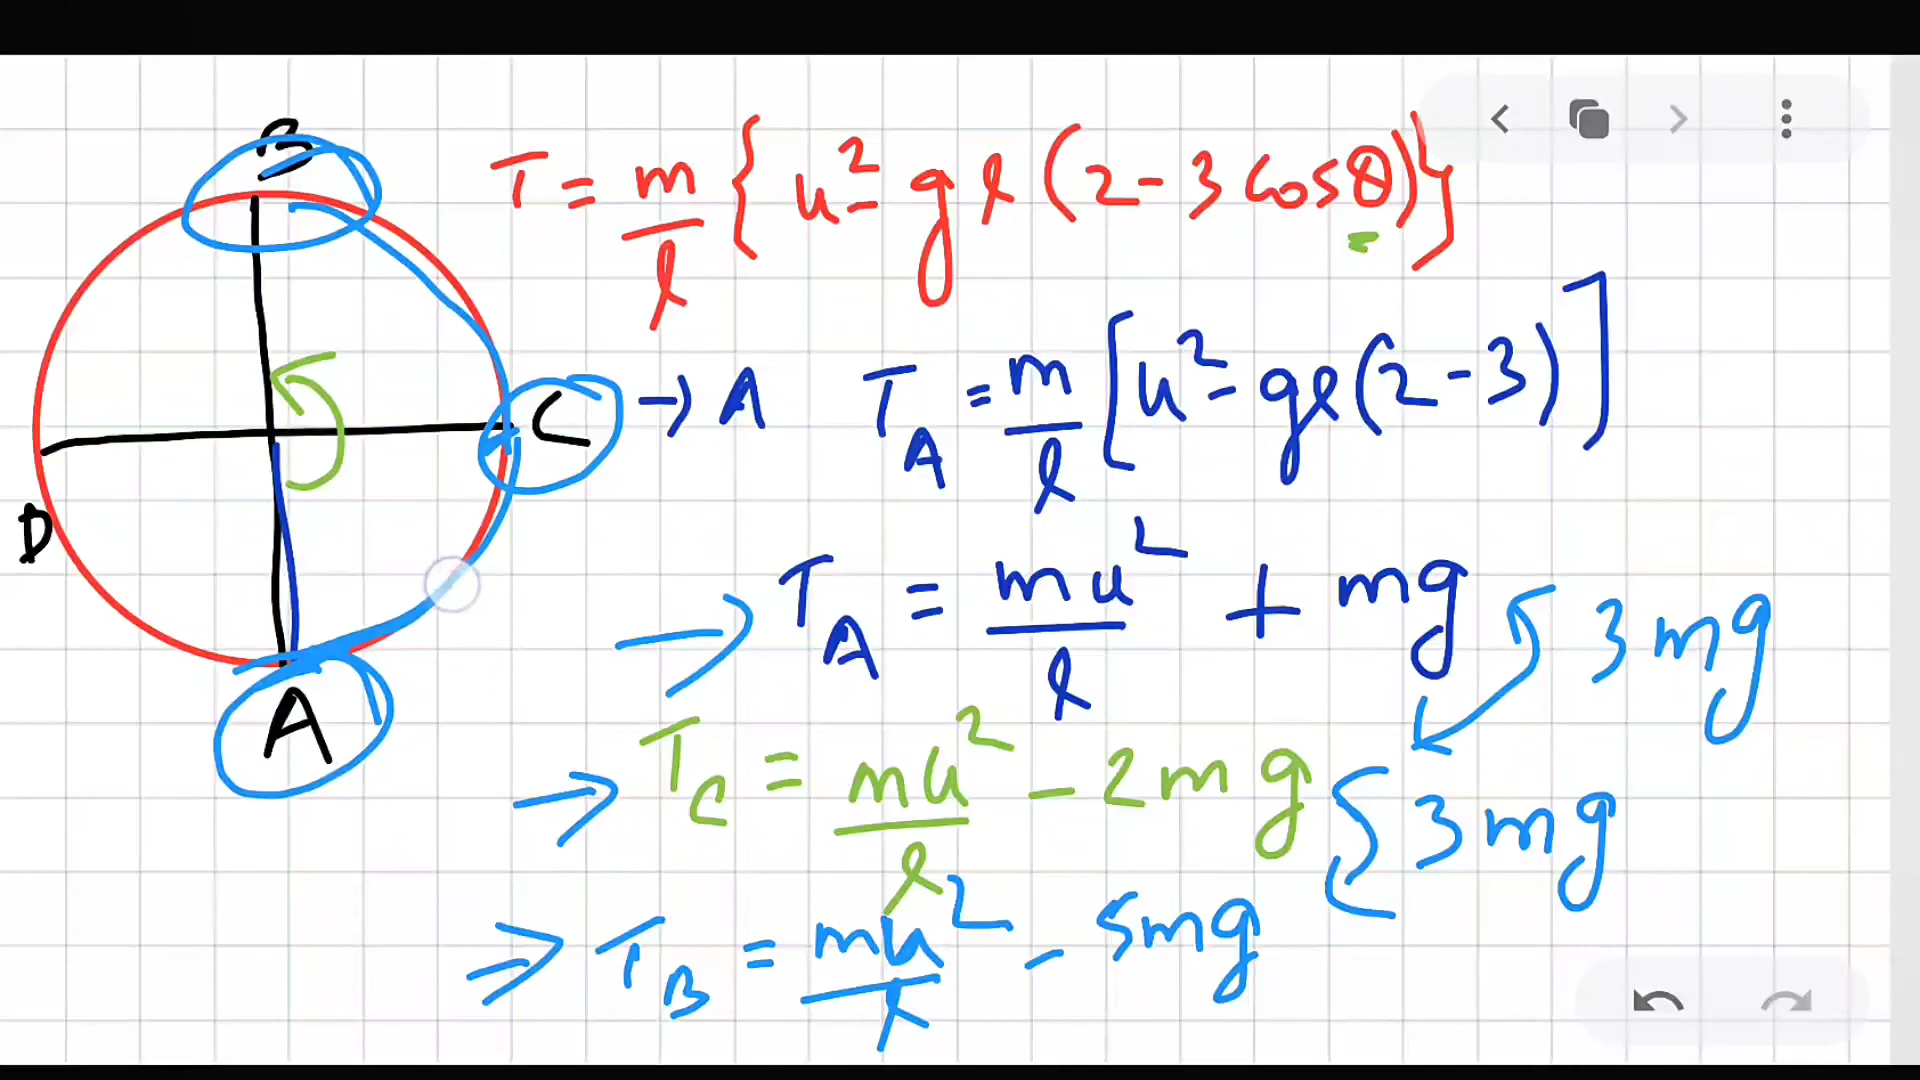 B
T = m/l { u² - gl (2 - 3 Cosθ) }
C → A T_A = m/l [ u² - gl (2 - 3) ]
D
T_A = mu²/l + mg
3mg
A
T_C = mu²/l - 2mg
3mg
⇒ T_B = mu²/l - 5mg